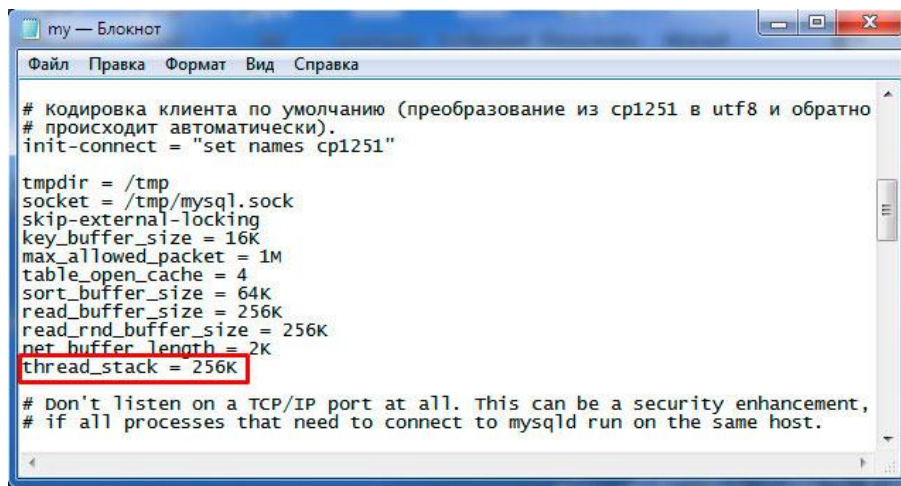 my — Блокнот
Файл Правка Формат Вид Справка
# Кодировка клиента по умолчанию (преобразование из cp1251 в utf8 и обратно
# происходит автоматически).
init-connect = "set names cp1251"
tmpdir = /tmp
socket = /tmp/mysql.sock
skip-external-locking
key_buffer_size = 16K
max_allowed_packet = 1M
table_open_cache = 4
sort_buffer_size = 64K
read_buffer_size = 256K
read_rnd_buffer_size = 256K
net_buffer_length = 2K
thread_stack = 256K
# Don't listen on a TCP/IP port at all. This can be a security enhancement,
# if all processes that need to connect to mysqld run on the same host.